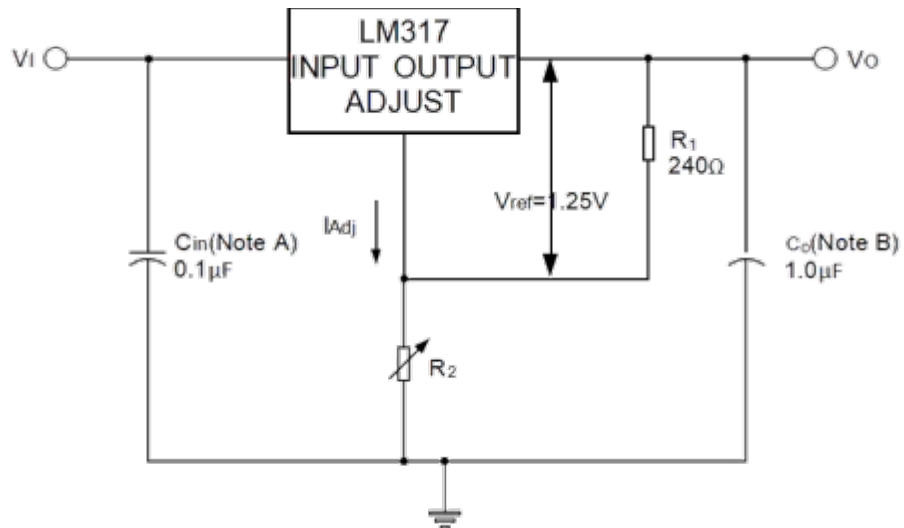 LM317
VI
INPUT OUTPUT
VO
ADJUST
R1
240Ω
Vref=1.25V
IAdj
Cin(Note A)
0.1μF
Co(Note B)
1.0μF
R2